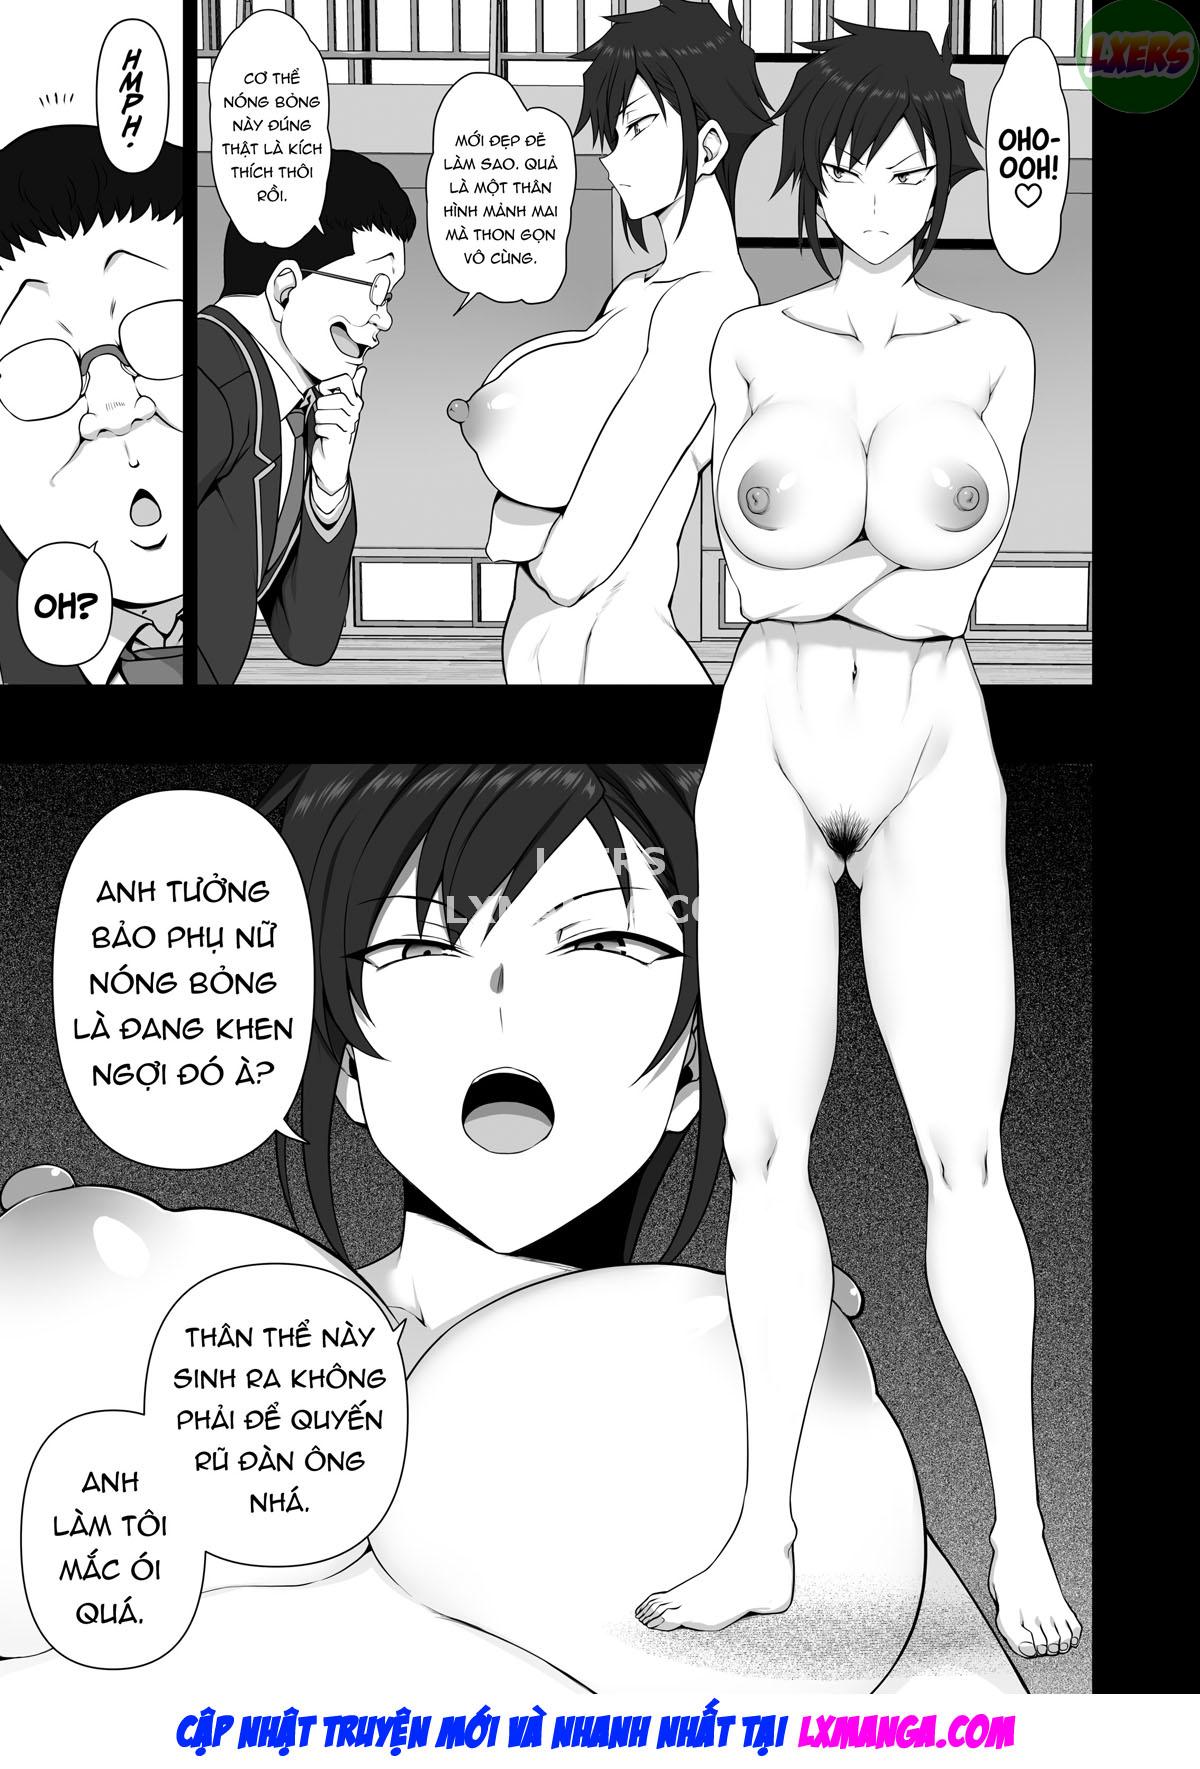 LXERS
OHO-
OOH!
♡
MỚI ĐẸP ĐẼ
LÀM SAO. QUẢ
LÀ MỘT THÂN
HÌNH MẢNH MAI
MÀ THON GỌN
VÔ CÙNG.
CƠ THỂ
NÓNG BỎNG
NÀY ĐÚNG
THẬT LÀ KÍCH
THÍCH THÔI
RỒI.
HMPH.
OH?
ANH TƯỞNG
BẢO PHỤ NỮ
NÓNG BỎNG
LÀ ĐANG KHEN
NGỢI ĐÓ À?
THÂN THỂ NÀY
SINH RA KHÔNG
PHẢI ĐỂ QUYẾN
RŨ ĐÀN ÔNG
NHÁ.
ANH
LÀM TÔI
MẮC ÓI
QUÁ.
CẬP NHẬT TRUYỆN MỚI VÀ NHANH NHẤT TẠI LXMANGA.COM